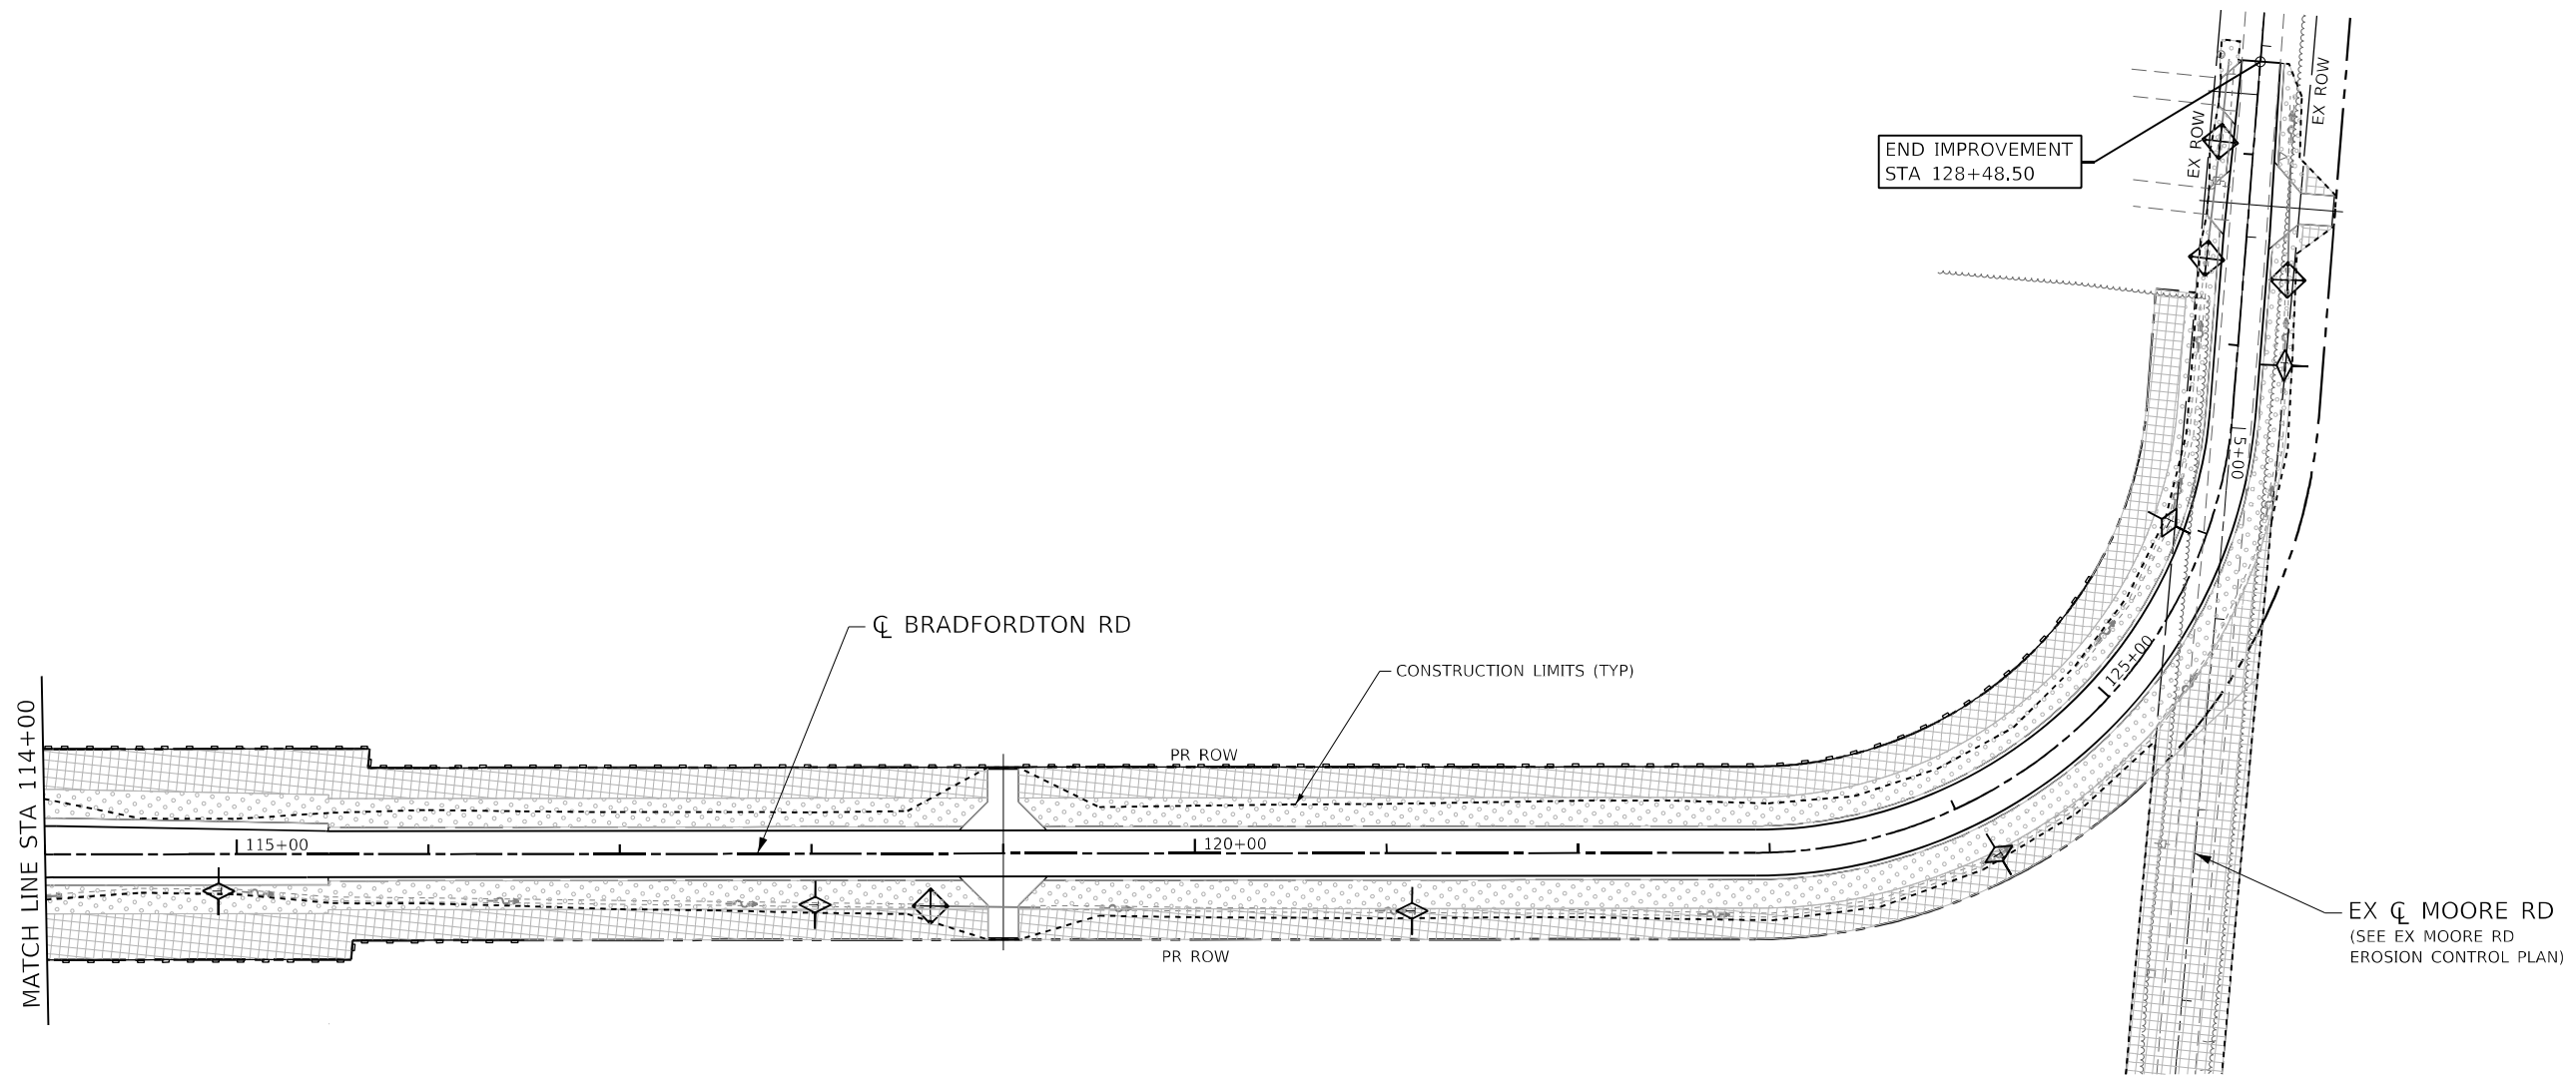 END IMPROVEMENT
STA 128+48.50
EX ROW
EX ROW
5+00
125+00
℄ BRADFORDTON RD
CONSTRUCTION LIMITS (TYP)
MATCH LINE STA 114+00
PR ROW
115+00
120+00
PR ROW
EX ℄ MOORE RD
(SEE EX MOORE RD
EROSION CONTROL PLAN)